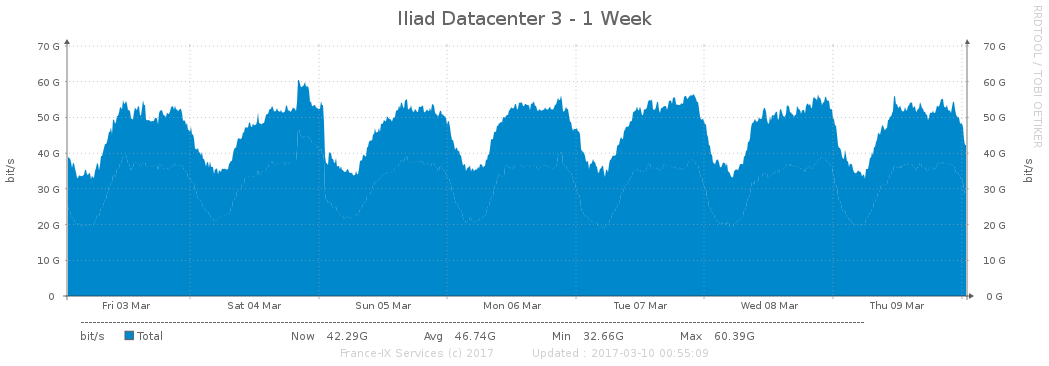 Iliad Datacenter 3 - 1 Week
RRDTOOL / TOBI OETIKER
70 G 70 G
60 G 60 G
50 G 50 G
40 G 40 G
30 G 30 G
20 G 20 G
10 G 10 G
0 0 G
bit/s
bit/s
Fri 03 Mar Sat 04 Mar Sun 05 Mar Mon 06 Mar Tue 07 Mar Wed 08 Mar Thu 09 Mar
bit/s Total Now 42.29G Avg 46.74G Min 32.66G Max 60.39G
France-IX Services (c) 2017 Updated : 2017-03-10 00:55:09